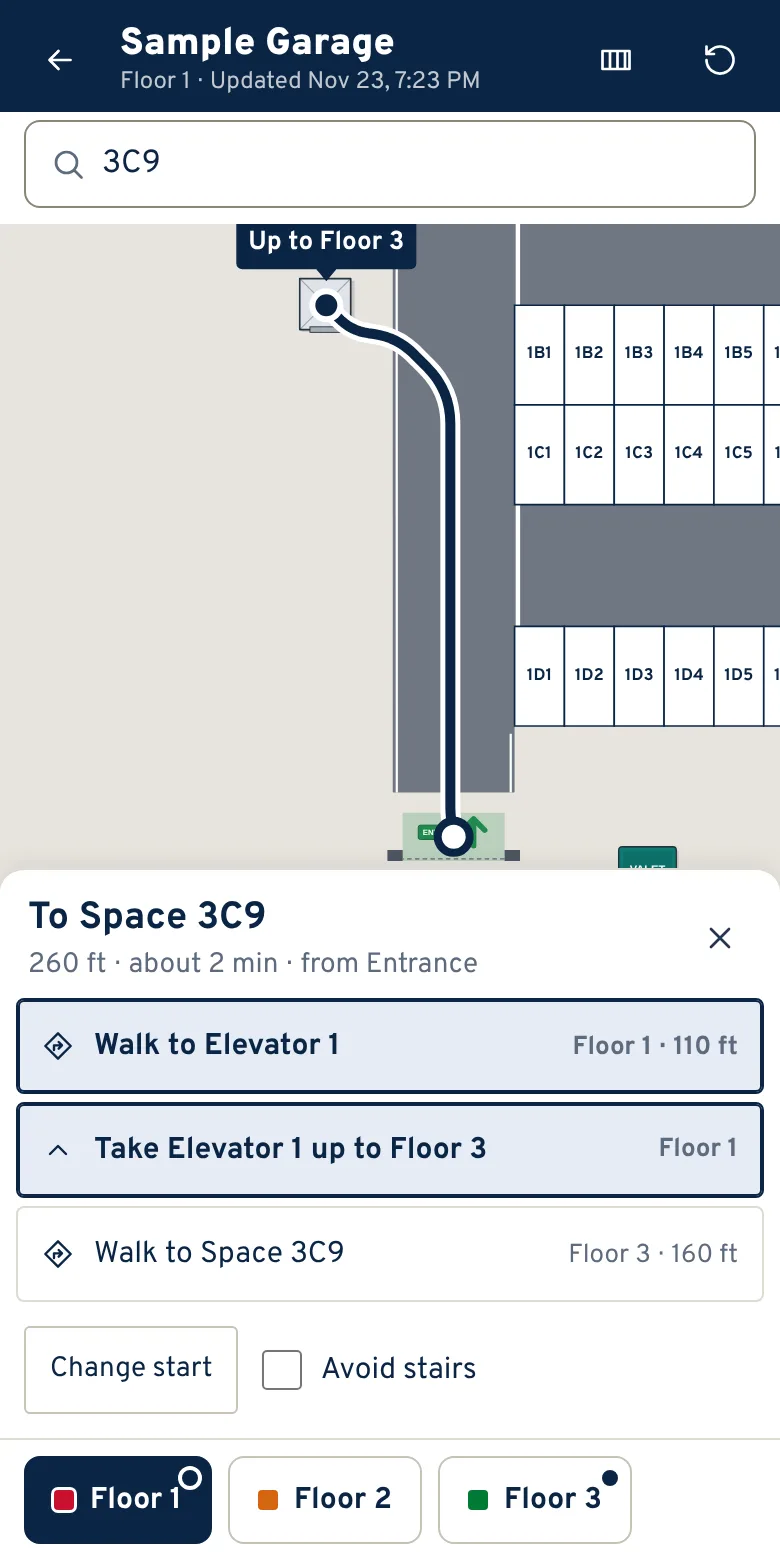 Sample Garage
Floor 1 · Updated Nov 23, 7:23 PM
3C9
Up to Floor 3
1B1 1B2 1B3 1B4 1B5
1C1 1C2 1C3 1C4 1C5
1D1 1D2 1D3 1D4 1D5
To Space 3C9
260 ft · about 2 min · from Entrance
Walk to Elevator 1 Floor 1 · 110 ft
Take Elevator 1 up to Floor 3 Floor 1
Walk to Space 3C9 Floor 3 · 160 ft
Change start Avoid stairs
Floor 1 Floor 2 Floor 3